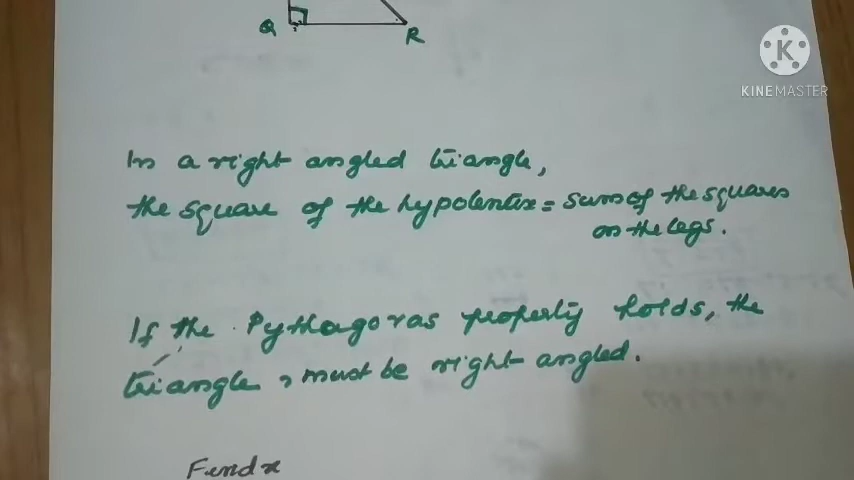 Q
R
K
KINEMASTER
In a right angled triangle,
the square of the hypolentix = sum of the squares
on the legs.
If the Pythagoras property holds, the
triangle, must be right angled.
Find x